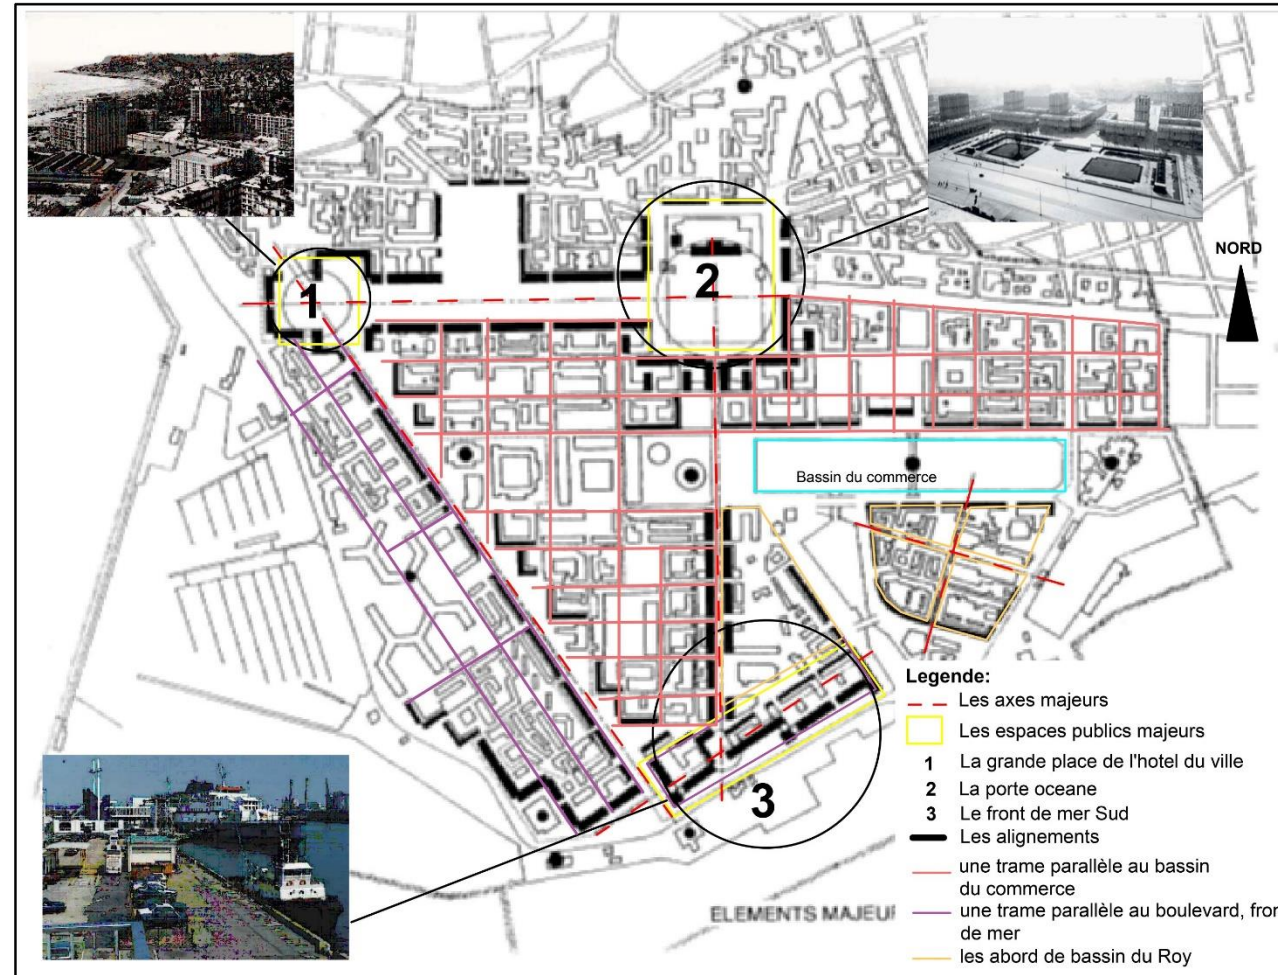 NORD
1
2
Bassin du commerce
3
Legende:
Les axes majeurs
Les espaces publics majeurs
1 La grande place de l'hotel du ville
2 La porte oceane
3 Le front de mer Sud
Les alignements
une trame parallèle au bassin
du commerce
une trame parallèle au boulevard, fron
de mer
les abord de bassin du Roy
ELEMENTS MAJEUR